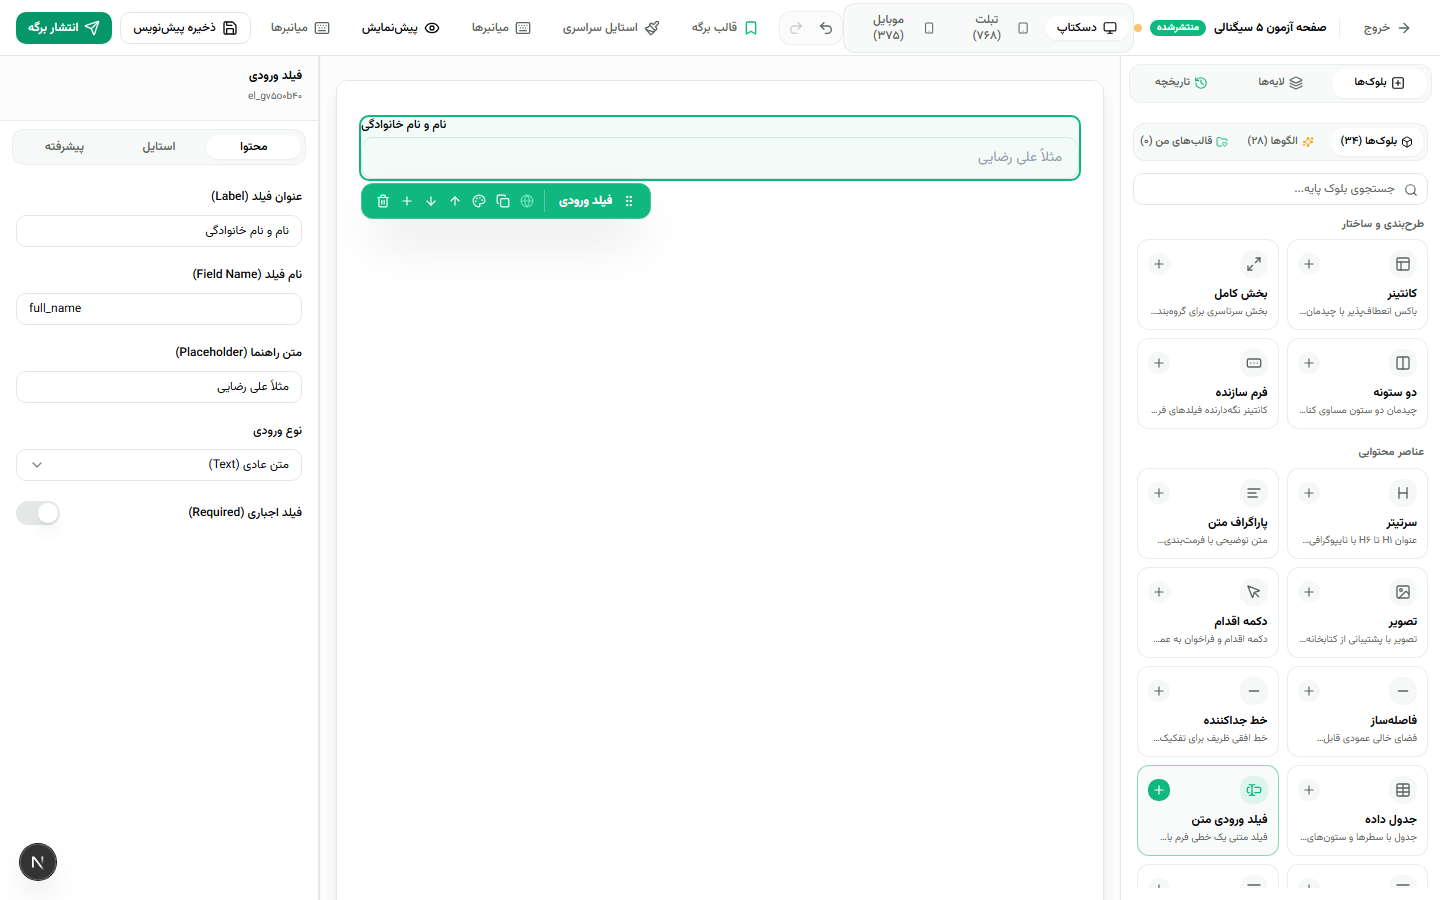 خروج
صفحه آزمون ۵ سیگنالی
منتشرشده
دسکتاپ
تبلت (۷۶۸)
موبایل (۳۷۵)
قالب برگه
استایل سراسری
میانبرها
پیش‌نمایش
میانبرها
ذخیره پیش‌نویس
انتشار برگه
بلوک‌ها
لایه‌ها
تاریخچه
بلوک‌ها (۳۴)
الگوها (۲۸)
قالب‌های من (۰)
جستجوی بلوک پایه...
طرح‌بندی و ساختار
کانتینر
باکس انعطاف‌پذیر با چیدمان...
بخش کامل
بخش سرتاسری برای گروه‌بند...
دو ستونه
چیدمان دو ستون مساوی کنا...
فرم سازنده
کانتینر نگه‌دارنده فیلدهای فر...
عناصر محتوایی
سرتیتر
عنوان H۱ تا H۶ با تایپوگرافی...
پاراگراف متن
متن توضیحی با فرمت‌بندی...
تصویر
تصویر با پشتیبانی از کتابخانه...
دکمه اقدام
دکمه اقدام و فراخوان به عمـ...
فاصله‌ساز
فضای خالی عمودی قابل...
خط جداکننده
خط افقی ظریف برای تفکیک...
جدول داده
جدول با سطرها و ستون‌های...
فیلد ورودی متن
فیلد متنی یک خطی فرم با...
نام و نام خانوادگی
مثلاً علی رضایی
فیلد ورودی
فیلد ورودی
el_gv۵o۰b۴۰
محتوا
استایل
پیشرفته
عنوان فیلد (Label)
نام و نام خانوادگی
نام فیلد (Field Name)
full_name
متن راهنما (Placeholder)
مثلاً علی رضایی
نوع ورودی
متن عادی (Text)
فیلد اجباری (Required)
N